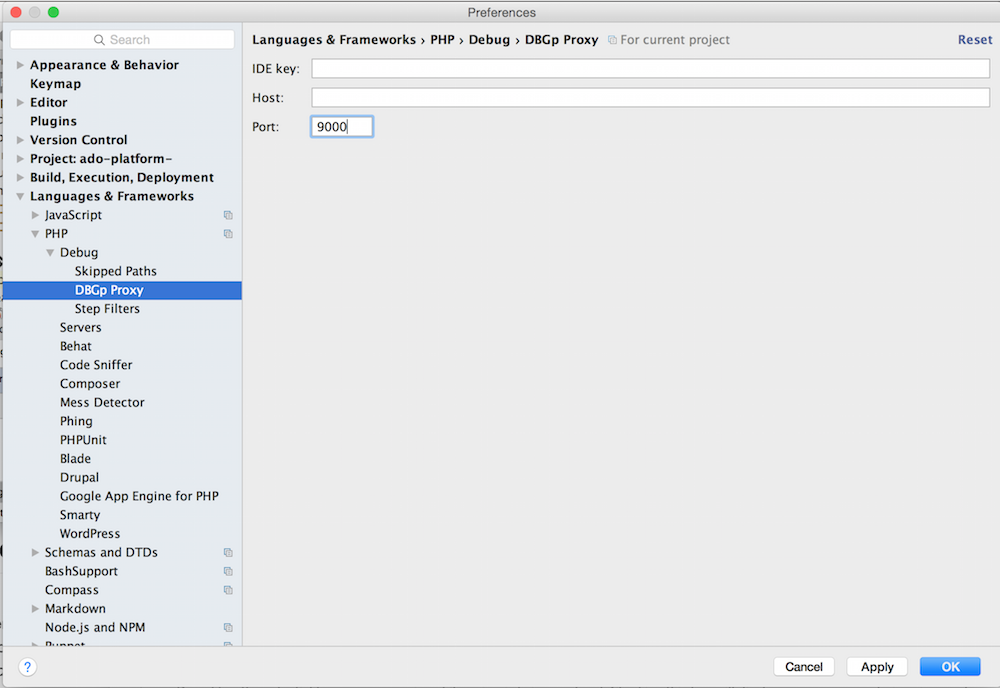 Preferences
Search
Appearance & Behavior
Keymap
Editor
Plugins
Version Control
Project: ado-platform-
Build, Execution, Deployment
Languages & Frameworks
JavaScript
PHP
Debug
Skipped Paths
DBGp Proxy
Step Filters
Servers
Behat
Code Sniffer
Composer
Mess Detector
Phing
PHPUnit
Blade
Drupal
Google App Engine for PHP
Smarty
WordPress
Schemas and DTDs
BashSupport
Compass
Markdown
Node.js and NPM
Puppet
Languages & Frameworks › PHP › Debug › DBGp Proxy For current project Reset
IDE key:
Host:
Port: 9000
? Cancel Apply OK